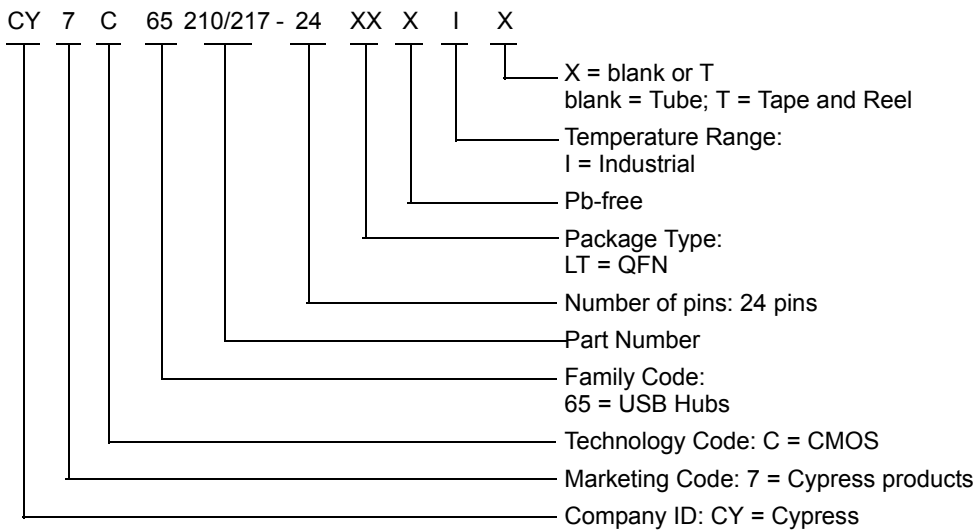 CY 7 C 65 210/217 - 24 XX X I X
X = blank or T
blank = Tube; T = Tape and Reel
Temperature Range:
I = Industrial
Pb-free
Package Type:
LT = QFN
Number of pins: 24 pins
Part Number
Family Code:
65 = USB Hubs
Technology Code: C = CMOS
Marketing Code: 7 = Cypress products
Company ID: CY = Cypress